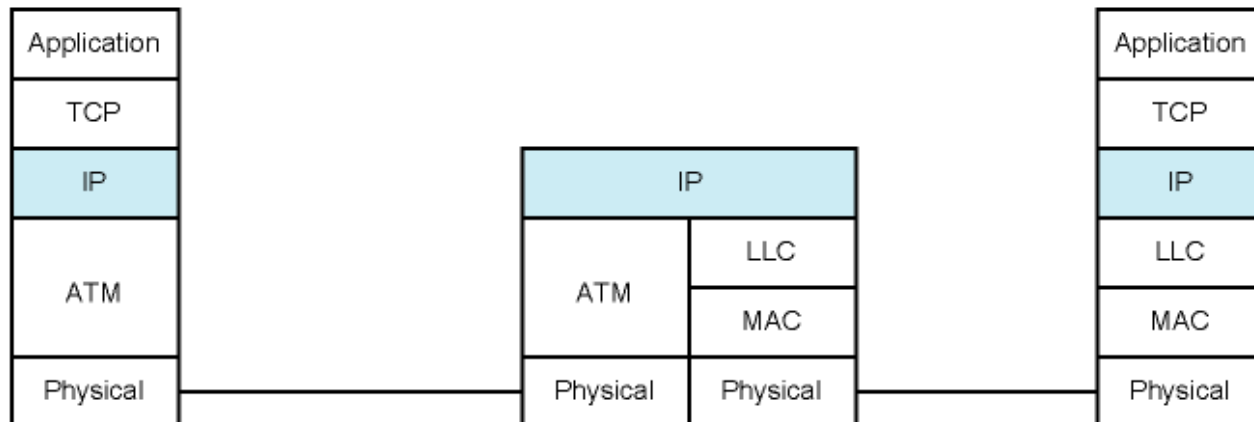 Application
TCP
IP
ATM
Physical
IP
ATM
LLC
MAC
Physical
Physical
Application
TCP
IP
LLC
MAC
Physical